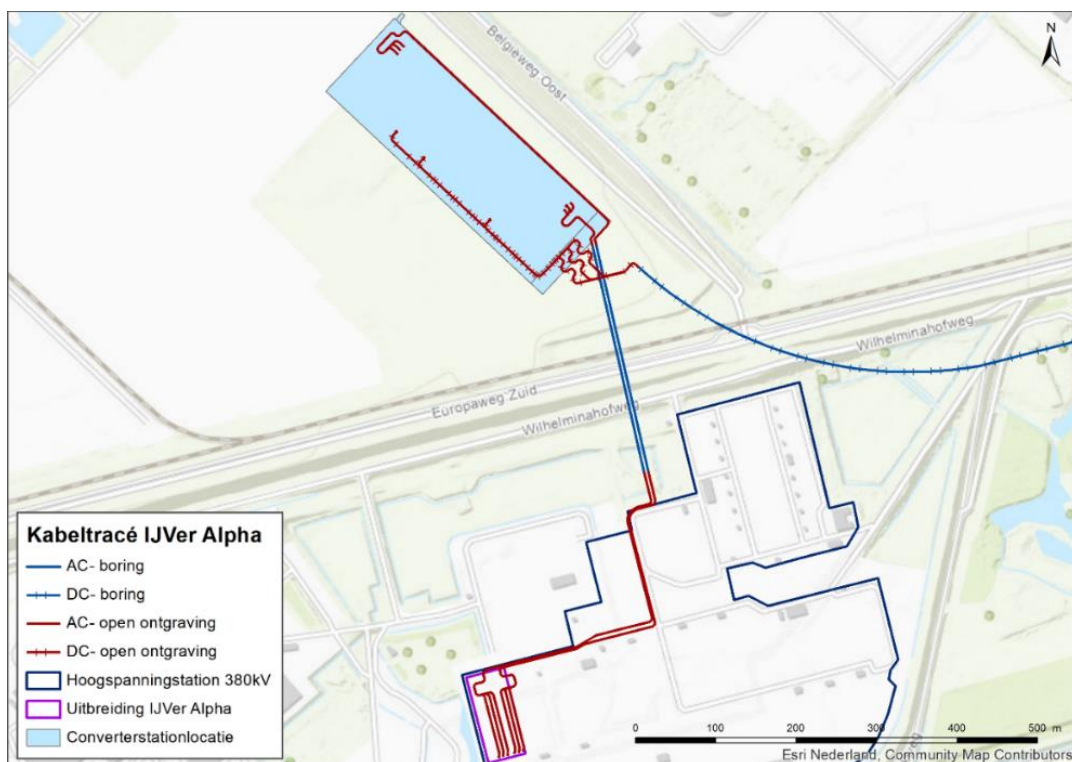 N
Belgieweg Oost
Wilhelminahofweg
Europaweg Zuid
Wilhelminahofweg
Kabeltracé IJVer Alpha
AC- boring
DC- boring
AC- open ontgraving
DC- open ontgraving
Hoogspanningstation 380kV
Uitbreiding IJVer Alpha
Converterstationlocatie
0 100 200 300 400 500 m
Esri Nederland, Community Map Contributors